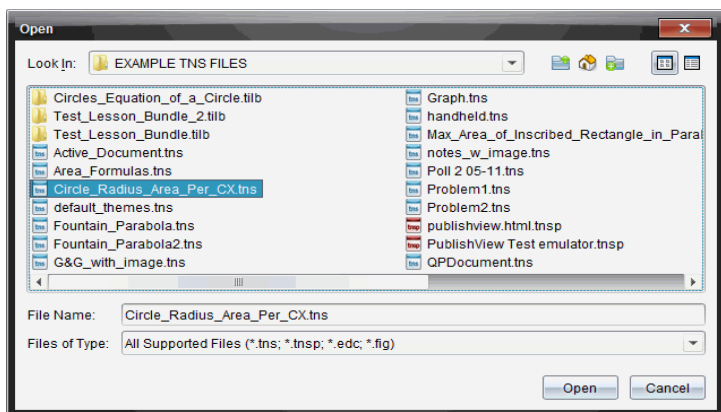 Open
Look In:
EXAMPLE TNS FILES
Circles_Equation_of_a_Circle.tilb
Test_Lesson_Bundle_2.tilb
Test_Lesson_Bundle.tilb
Active_Document.tns
Area_Formulas.tns
Circle_Radius_Area_Per_CX.tns
default_themes.tns
Fountain_Parabola.tns
Fountain_Parabola2.tns
G&G_with_image.tns
Graph.tns
handheld.tns
Max_Area_of_Inscribed_Rectangle_in_Paral
notes_w_image.tns
Poll 2 05-11.tns
Problem1.tns
Problem2.tns
publishview.html.tnsp
PublishView Test emulator.tnsp
QPDocument.tns
File Name: Circle_Radius_Area_Per_CX.tns
Files of Type: All Supported Files (*.tns; *.tnsp; *.edc; *.fig)
Open Cancel